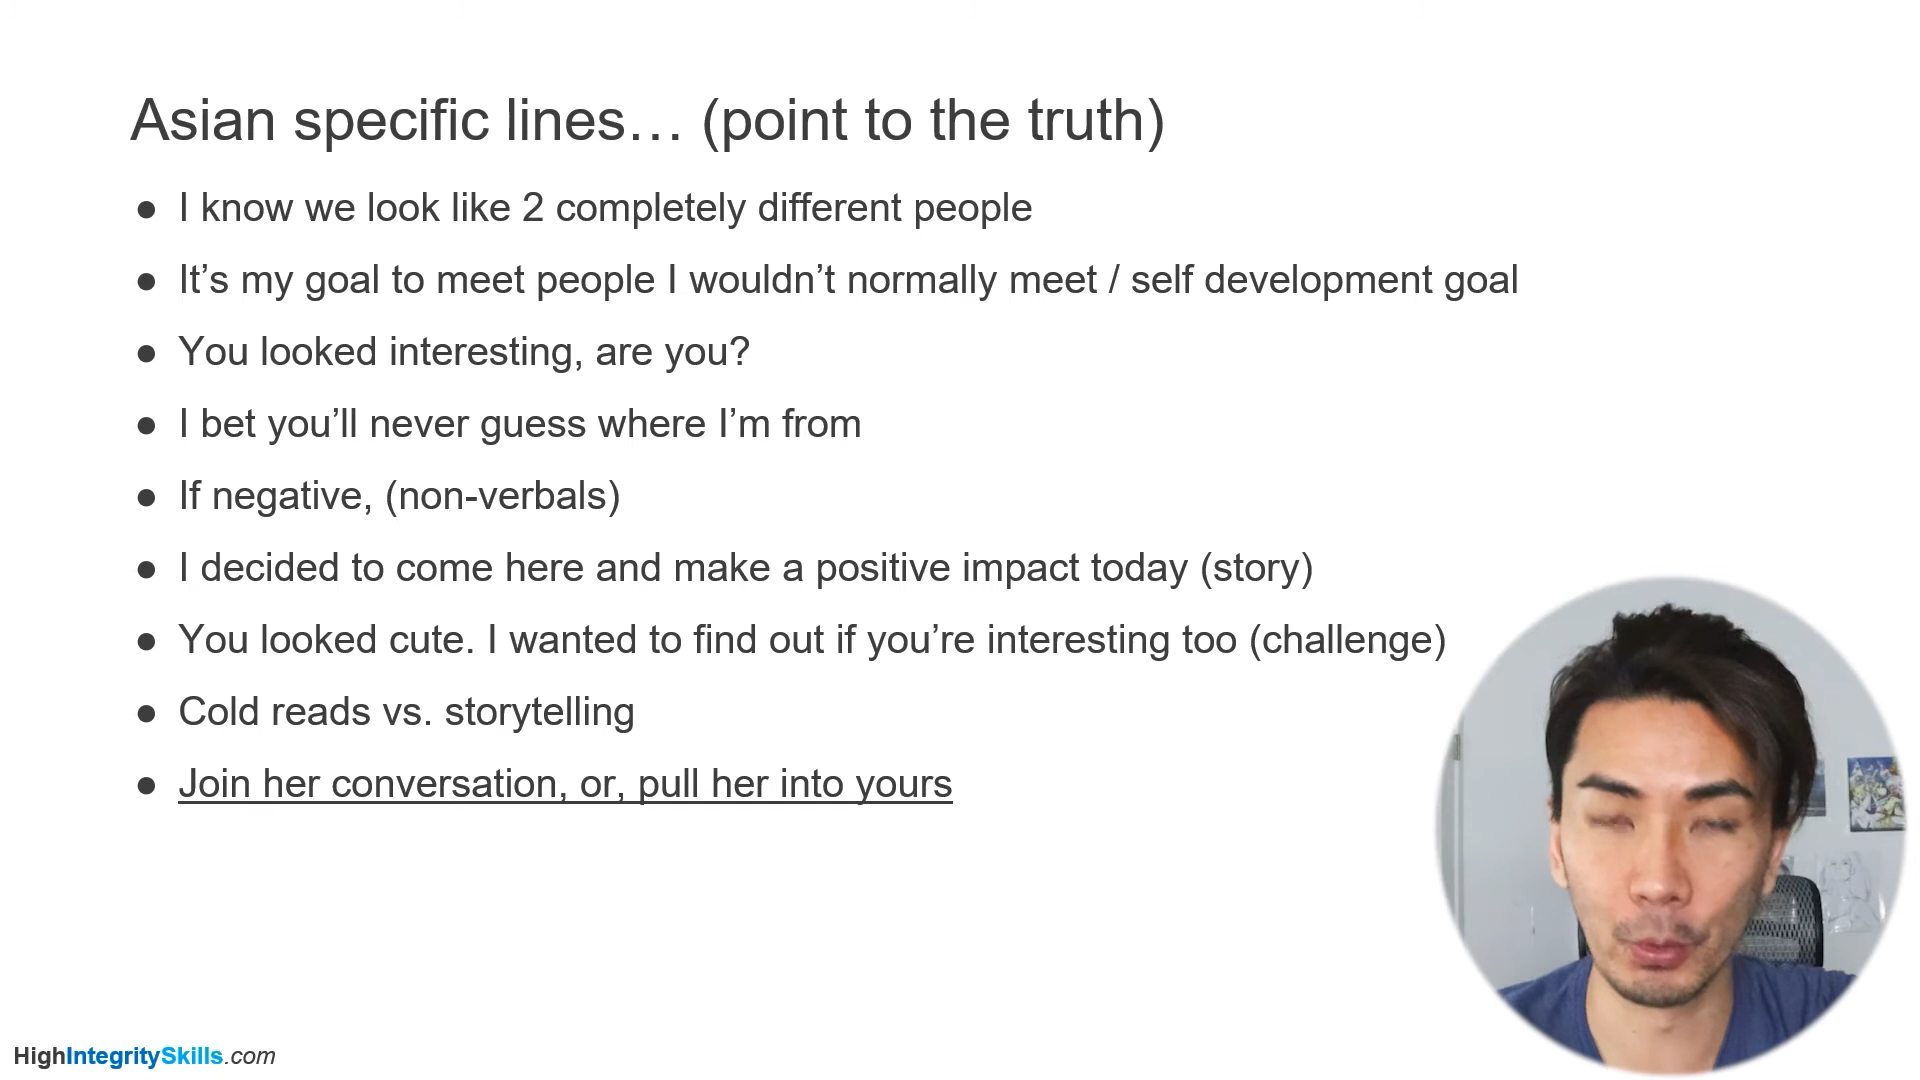 Asian specific lines… (point to the truth)
● I know we look like 2 completely different people
● It’s my goal to meet people I wouldn’t normally meet / self development goal
● You looked interesting, are you?
● I bet you’ll never guess where I’m from
● If negative, (non-verbals)
● I decided to come here and make a positive impact today (story)
● You looked cute. I wanted to find out if you’re interesting too (challenge)
● Cold reads vs. storytelling
● Join her conversation, or, pull her into yours
HighIntegritySkills.com